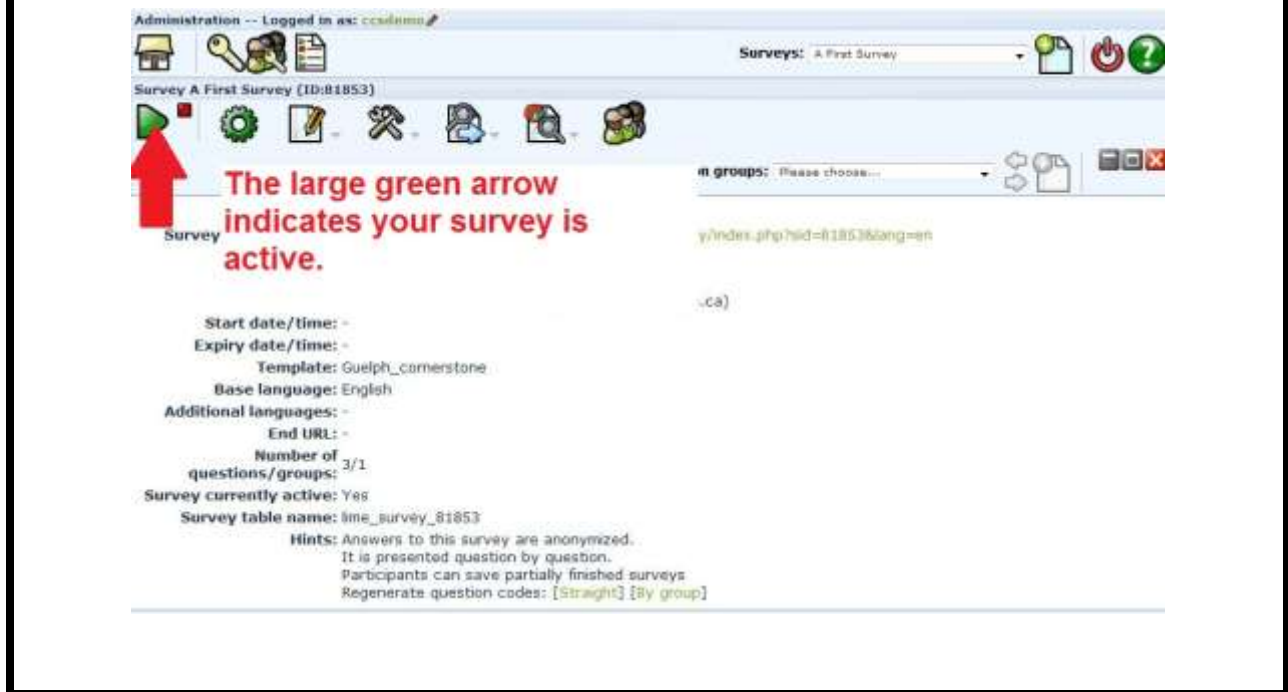 Administration -- Logged in as: ccsdemo
Surveys: A First Survey
Survey A First Survey (ID:81853)
n groups: Please choose...
The large green arrow
indicates your survey is
active.
Survey
y/index.php?sid=81853&lang=en
.ca)
Start date/time: -
Expiry date/time: -
Template: Guelph_cornerstone
Base language: English
Additional languages: -
End URL: -
Number of
questions/groups: 3/1
Survey currently active: Yes
Survey table name: lime_survey_81853
Hints: Answers to this survey are anonymized.
It is presented question by question.
Participants can save partially finished surveys
Regenerate question codes: [Straight] [By group]